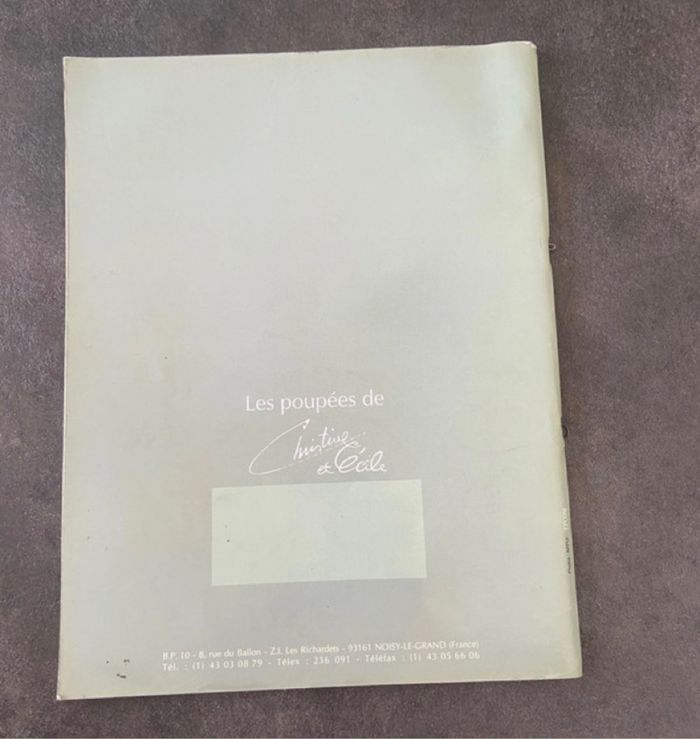 Les poupées de
Christine
et Cécile
B.P. 10 - 8, rue du Ballon - Z.I. Les Richardets - 93161 NOISY-LE-GRAND (France)
Tél. : (1) 43 03 08 79 - Télex : 236 091 - Téléfax : (1) 43 05 66 06